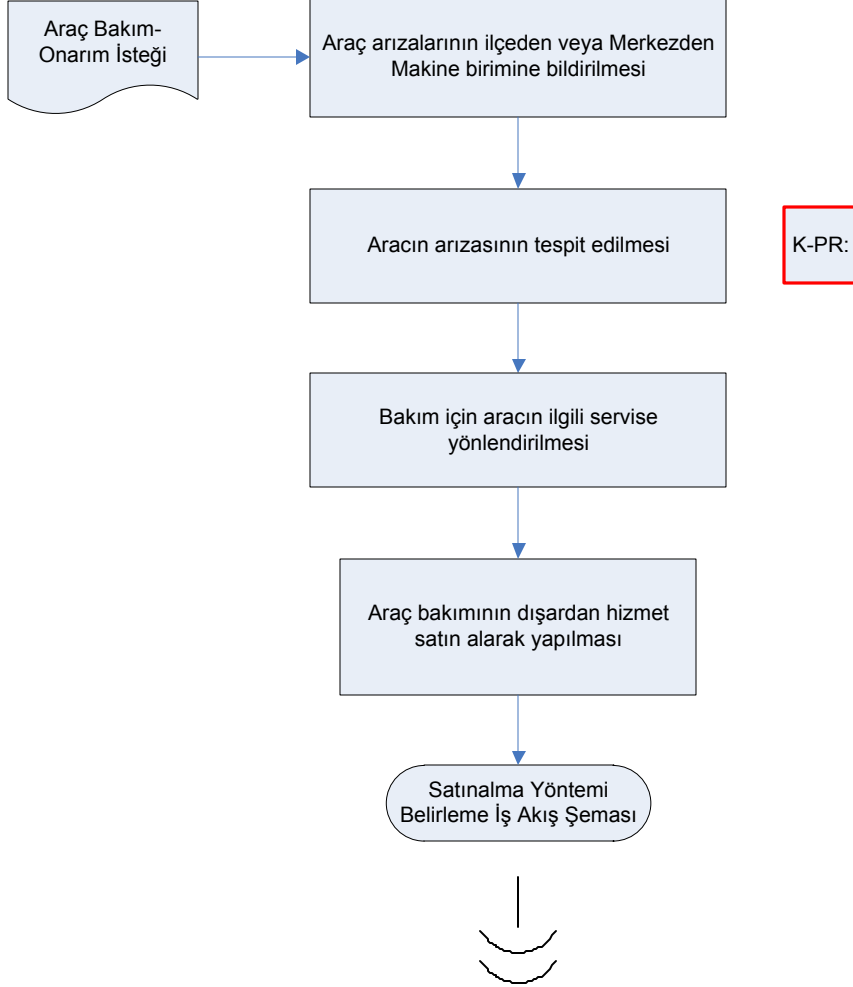 Araç Bakım-
Onarım İsteği
Araç arızalarının ilçeden veya Merkezden
Makine birimine bildirilmesi
Aracın arızasının tespit edilmesi
K-PR:
Bakım için aracın ilgili servise
yönlendirilmesi
Araç bakımının dışardan hizmet
satın alarak yapılması
Satınalma Yöntemi
Belirleme İş Akış Şeması